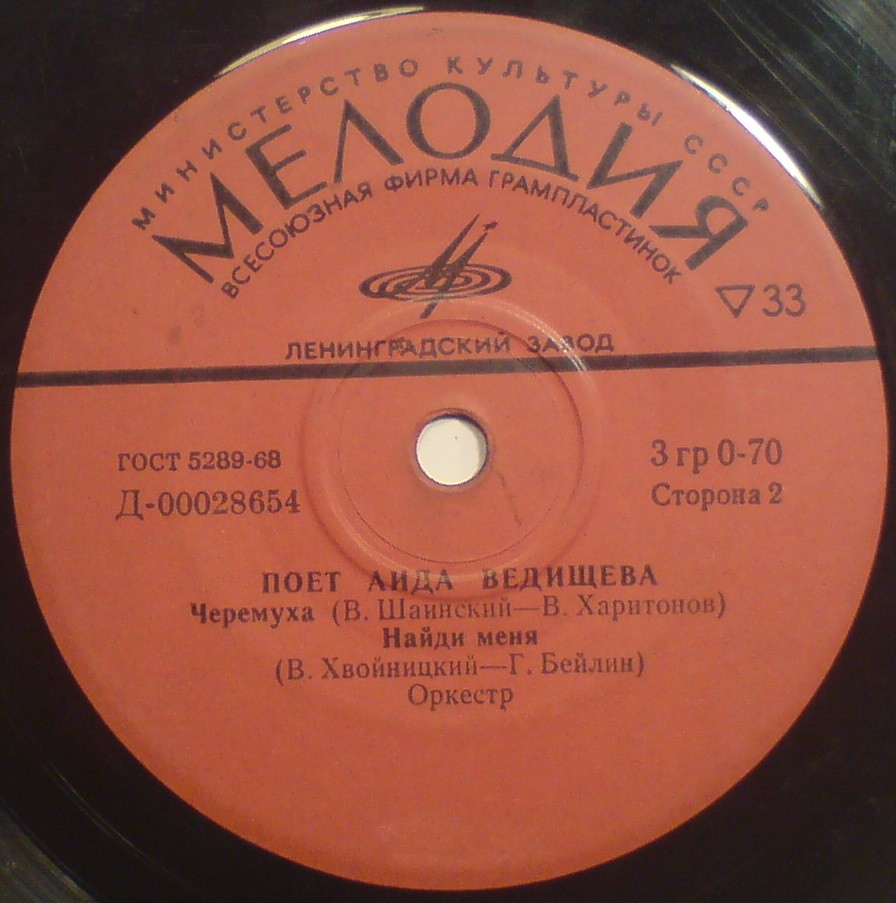 МИНИСТЕРСТВО КУЛЬТУРЫ СССР
МЕЛОДИЯ
ВСЕСОЮЗНАЯ ФИРМА ГРАМПЛАСТИНОК
▽33
ЛЕНИНГРАДСКИЙ ЗАВОД
ГОСТ 5289-68
3 гр 0-70
Д-00028654
Сторона 2
ПОЕТ АИДА ВЕДИЩЕВА
Черемуха (В. Шаинский—В. Харитонов)
Найди меня
(В. Хвойницкий—Г. Бейлин)
Оркестр